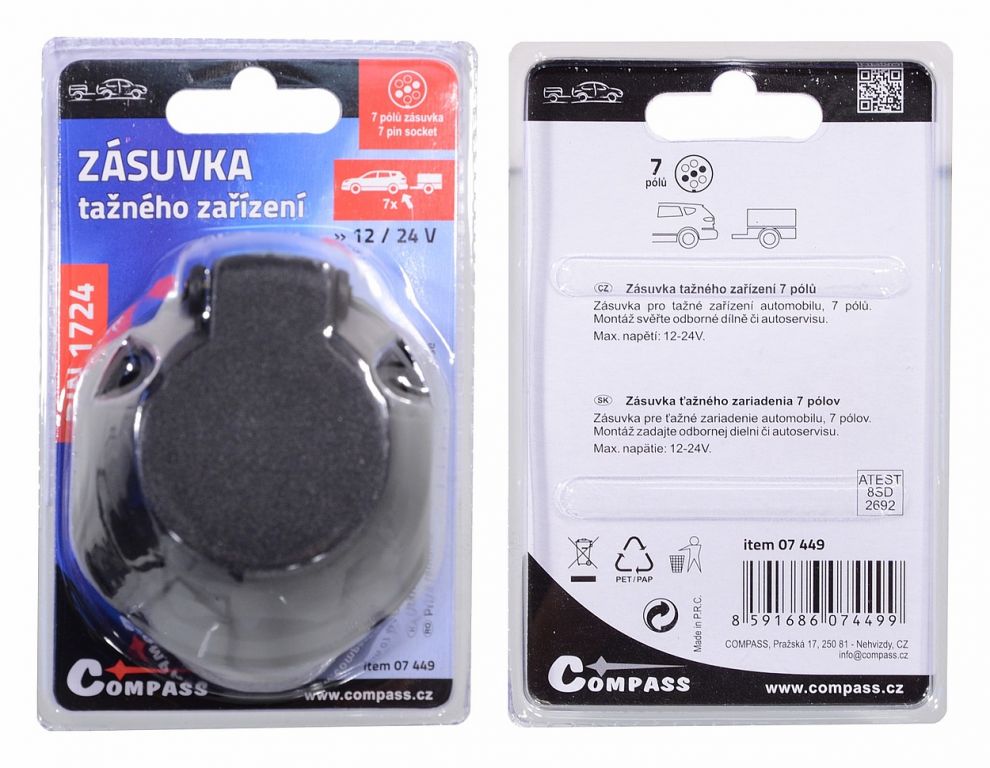 7 pólů zásuvka
7 pin socket
ZÁSUVKA
tažného zařízení
7x
» 12 / 24 V
1724
item 07 449
COMPASS
www.compass.cz
7
pólů
CZ Zásuvka tažného zařízení 7 pólů
Zásuvka pro tažné zařízení automobilu, 7 pólů.
Montáž svěřte odborné dílně či autoservisu.
Max. napětí: 12-24V.
SK Zásuvka ťažného zariadenia 7 pólov
Zásuvka pre ťažné zariadenie automobilu, 7 pólov.
Montáž zadajte odbornej dielni či autoservisu.
Max. napätie: 12-24V.
ATEST
8SD
2692
item 07 449
PET/PAP
Made in P.R.C.
8 591686 074499
COMPASS, Pražská 17, 250 81 - Nehvizdy, CZ
info@compass.cz
COMPASS
www.compass.cz